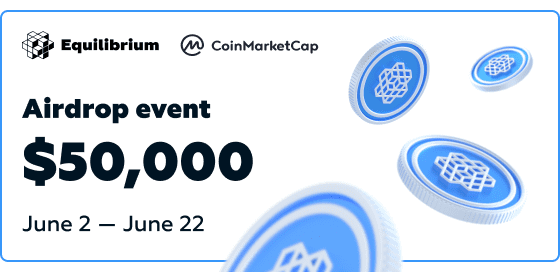 Equilibrium CoinMarketCap
Airdrop event
$50,000
June 2 — June 22